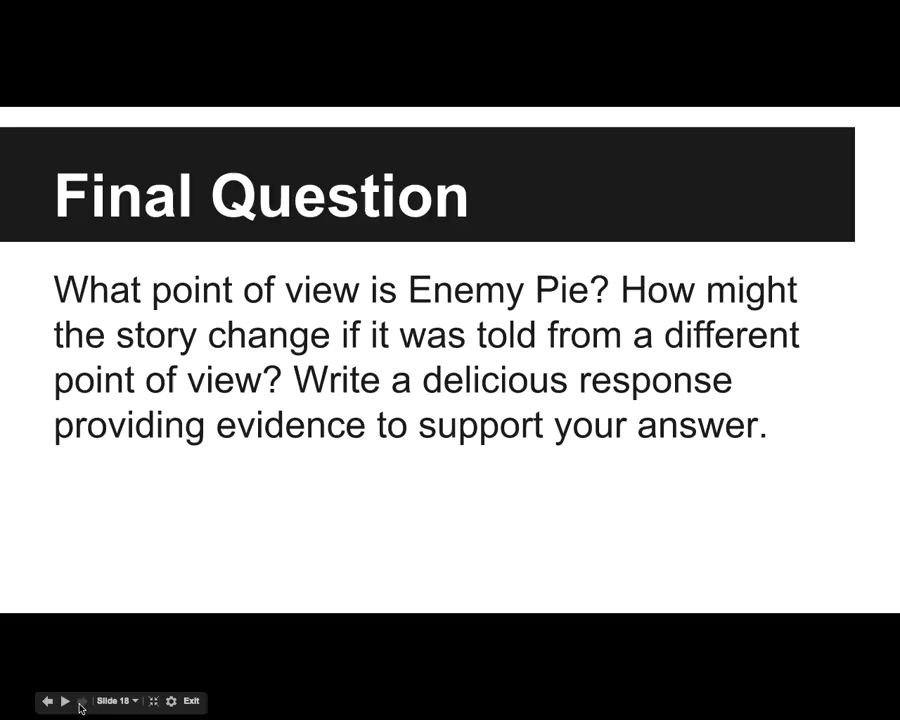 Final Question
What point of view is Enemy Pie? How might
the story change if it was told from a different
point of view? Write a delicious response
providing evidence to support your answer.
Slide 18
Exit